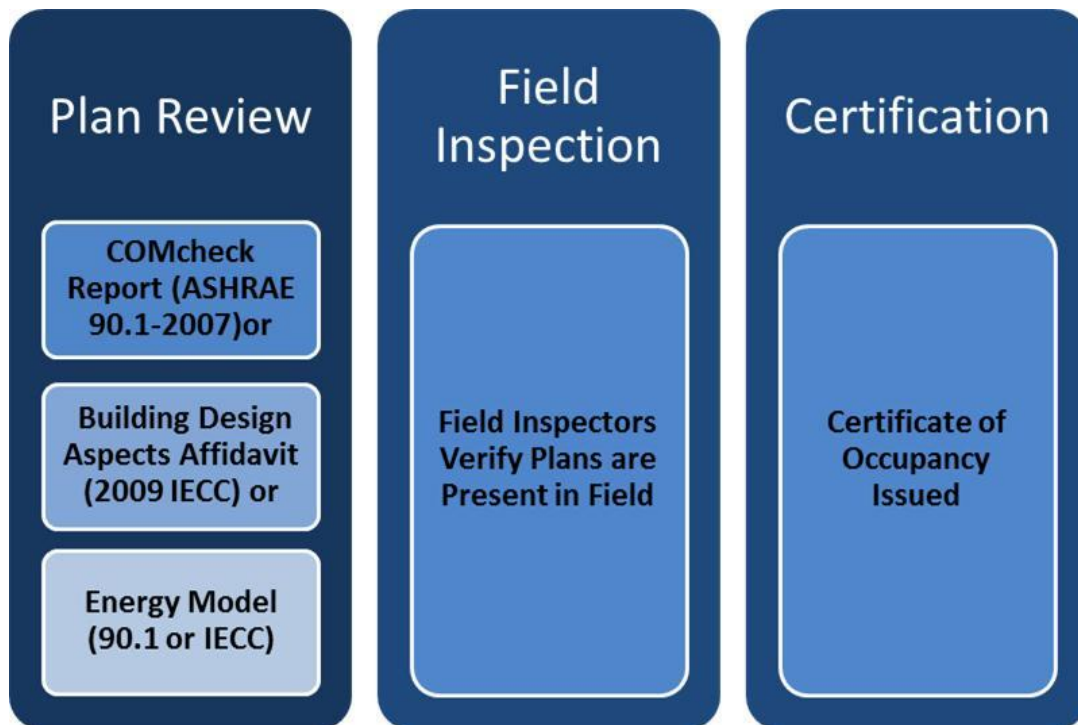 Plan Review
COMcheck
Report (ASHRAE
90.1-2007)or
Building Design
Aspects Affidavit
(2009 IECC) or
Energy Model
(90.1 or IECC)
Field
Inspection
Field Inspectors
Verify Plans are
Present in Field
Certification
Certificate of
Occupancy
Issued